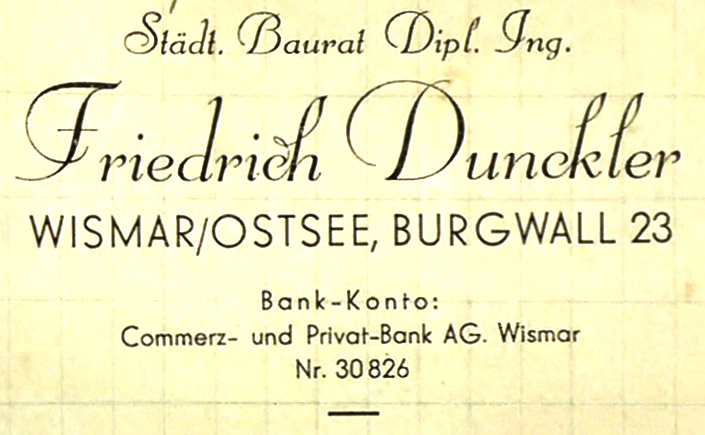 Städt. Baurat Dipl. Ing.
Friedrich Dunckler
WISMAR/OSTSEE, BURGWALL 23
Bank-Konto:
Commerz- und Privat-Bank AG. Wismar
Nr. 30826